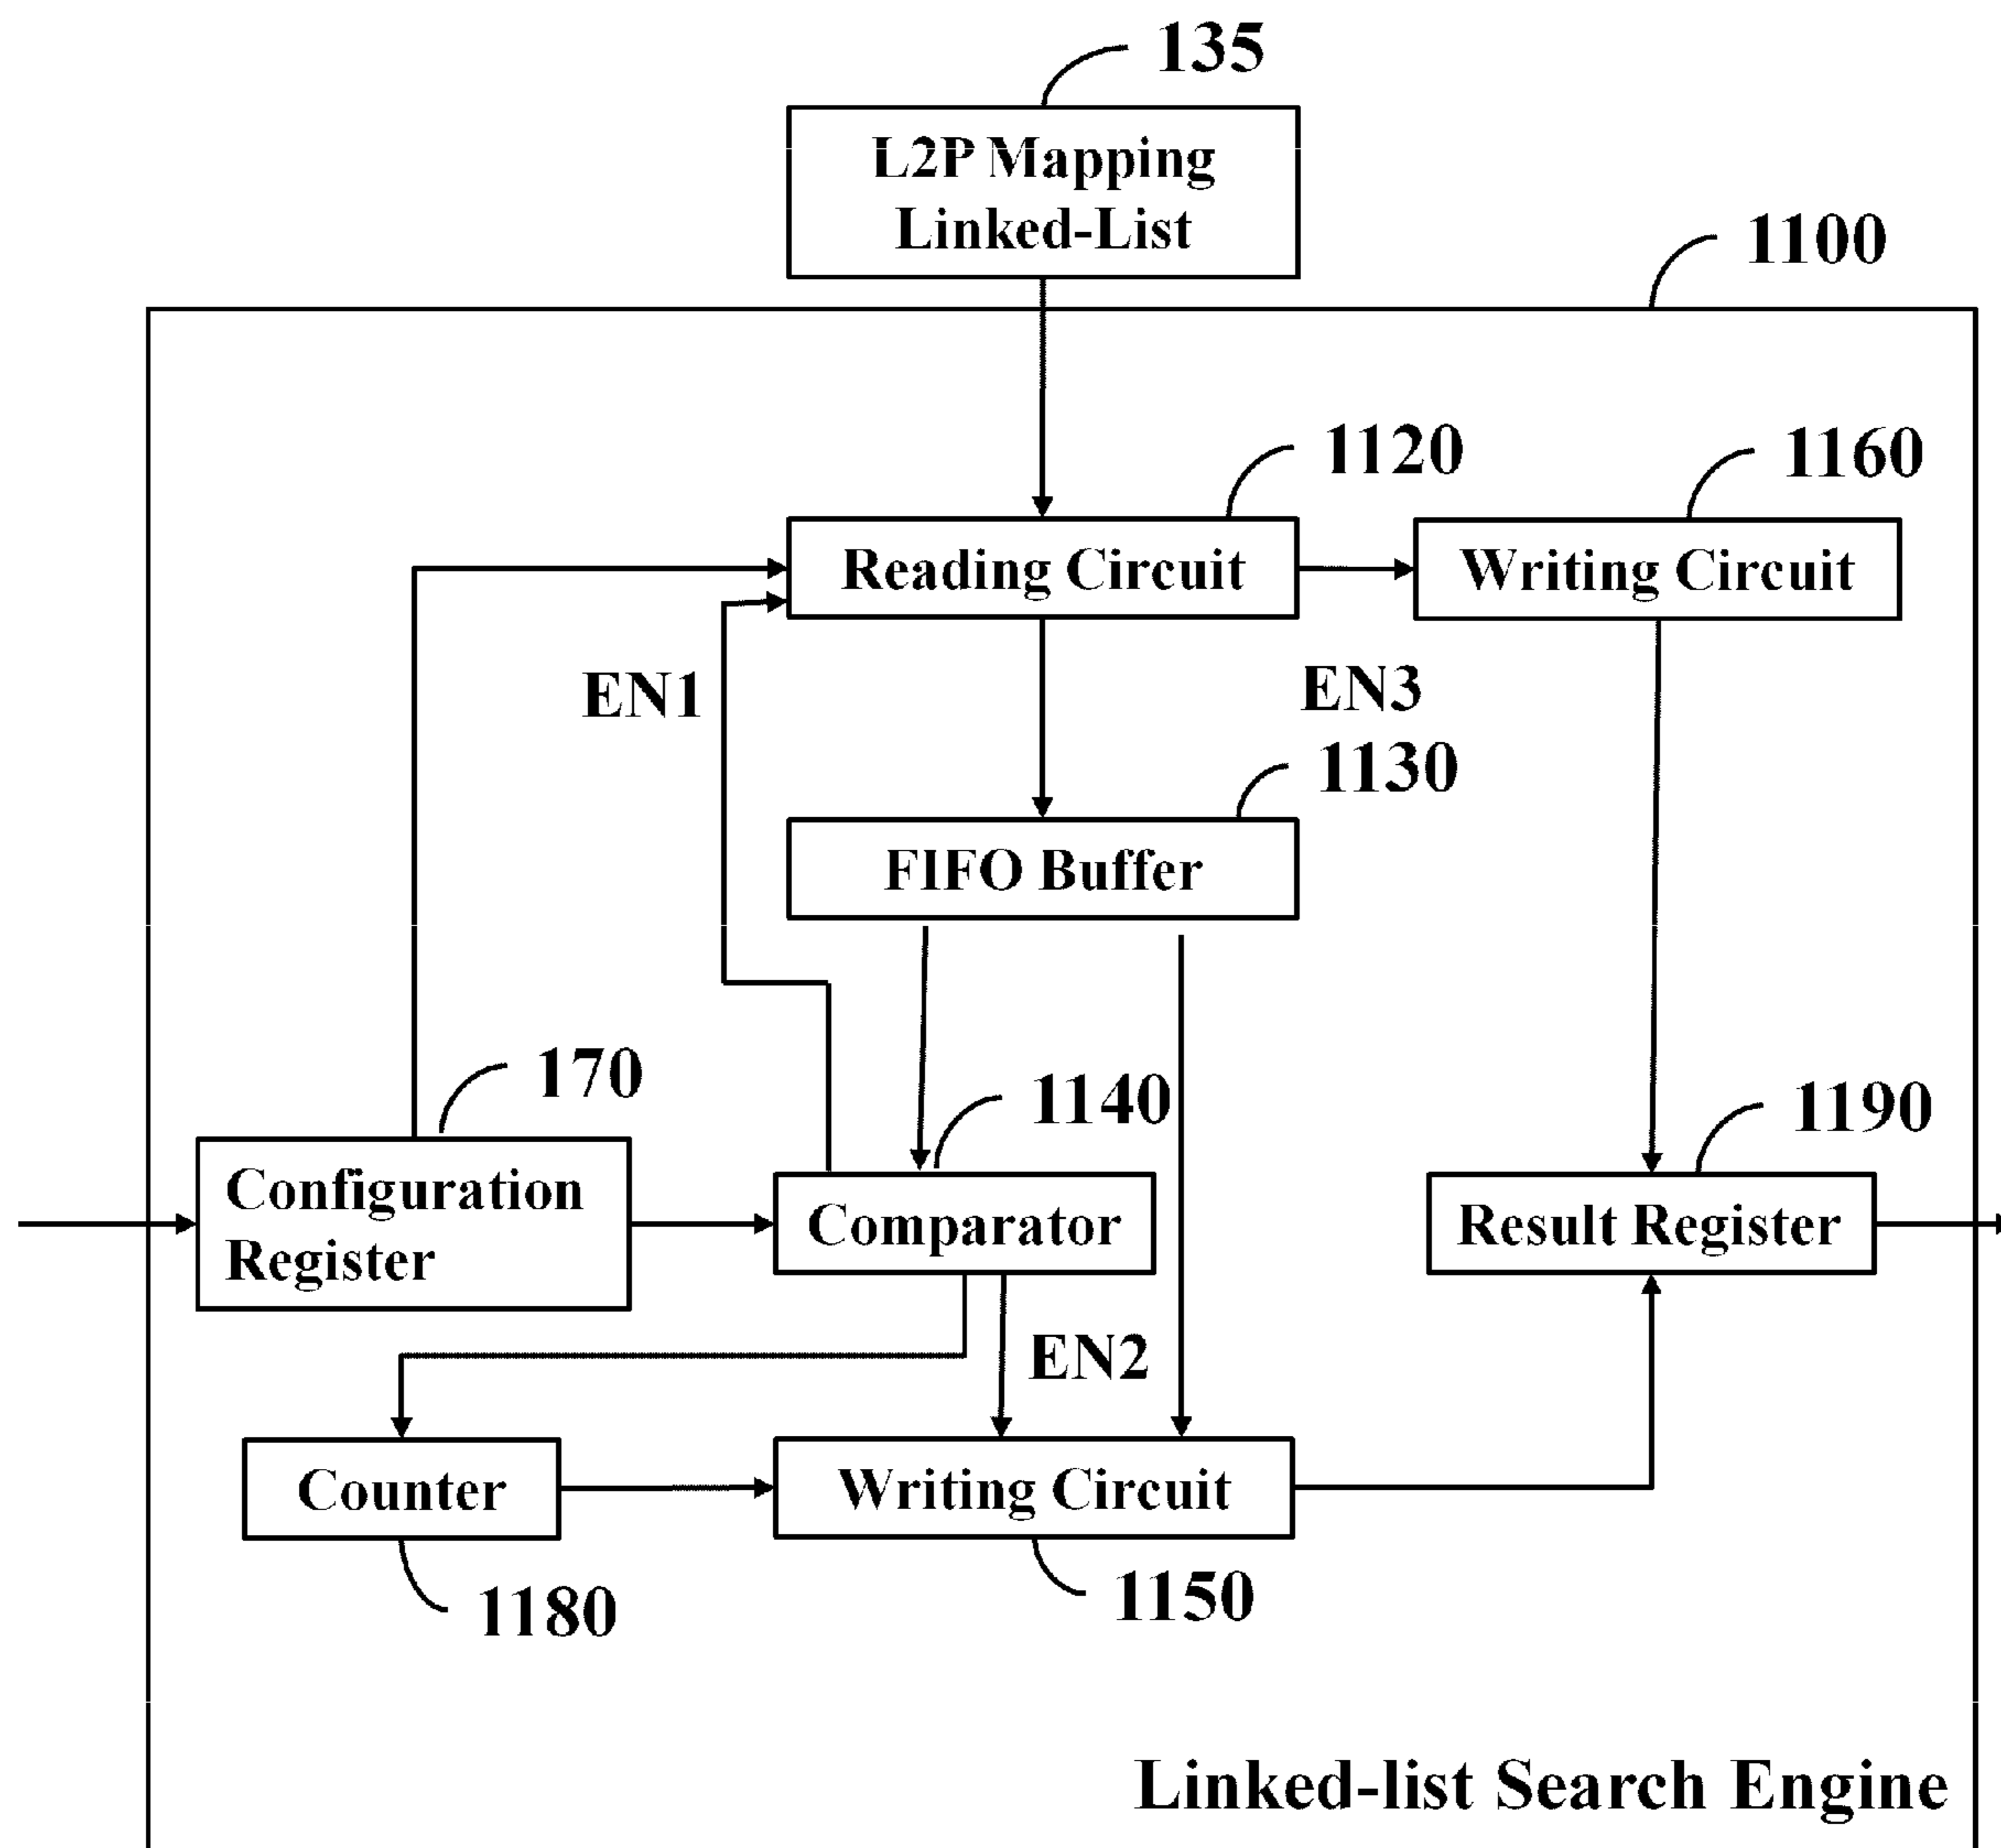 135
L2P Mapping
Linked-List
1100
1120
1160
Reading Circuit
Writing Circuit
EN1
EN3
1130
FIFO Buffer
170
1140
1190
Configuration
Register
Comparator
Result Register
EN2
Counter
Writing Circuit
1180
1150
Linked-list Search Engine